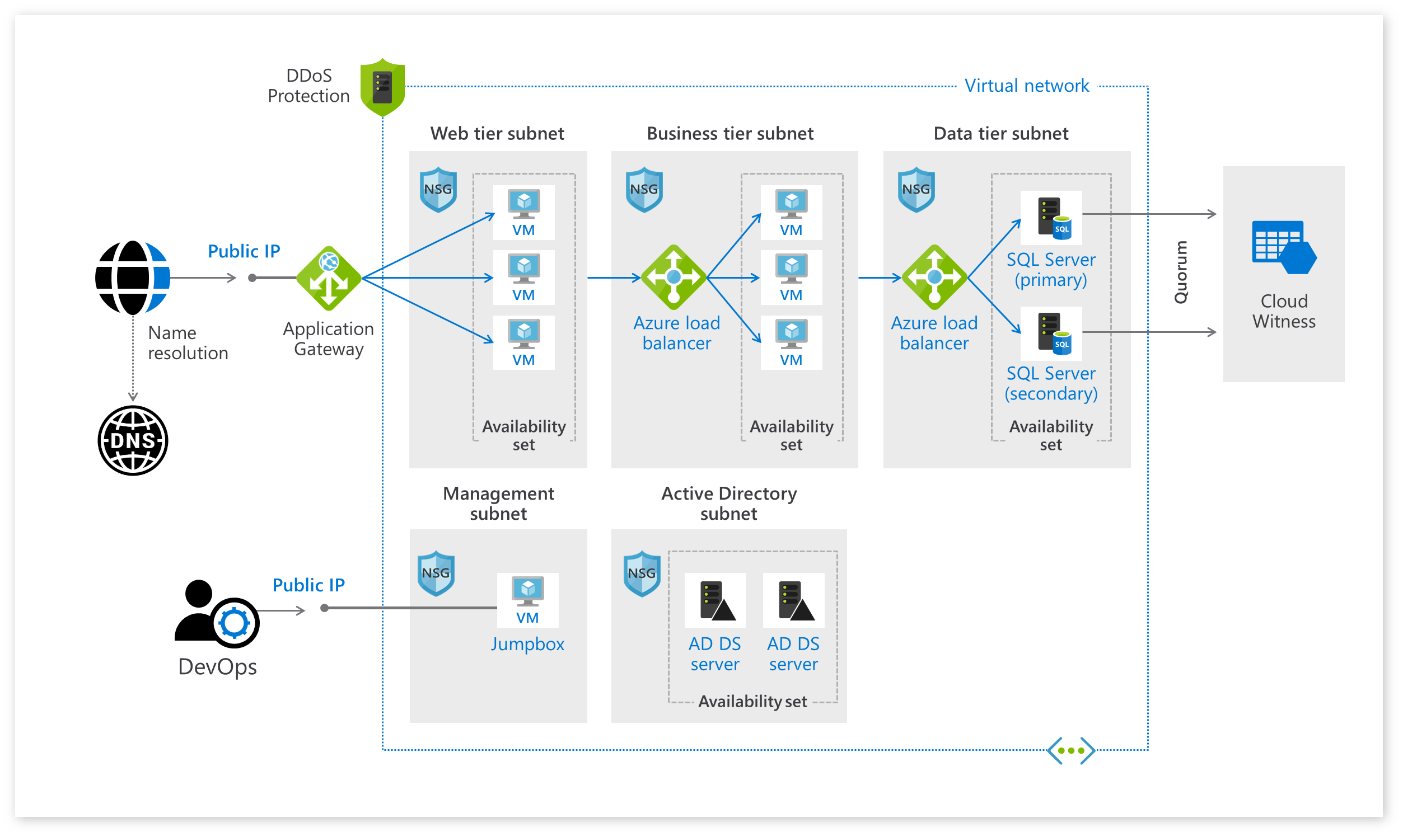 DDoS
Protection
Virtual network
Web tier subnet
Business tier subnet
Data tier subnet
NSG
VM
VM
VM
Availability
set
NSG
Azure load
balancer
VM
VM
VM
Availability
set
NSG
Azure load
balancer
SQL
SQL Server
(primary)
SQL
SQL Server
(secondary)
Availability
set
Quorum
Cloud
Witness
Public IP
Application
Gateway
Name
resolution
DNS
Management
subnet
Active Directory
subnet
NSG
VM
Jumpbox
NSG
AD DS
server
AD DS
server
Availability set
Public IP
DevOps